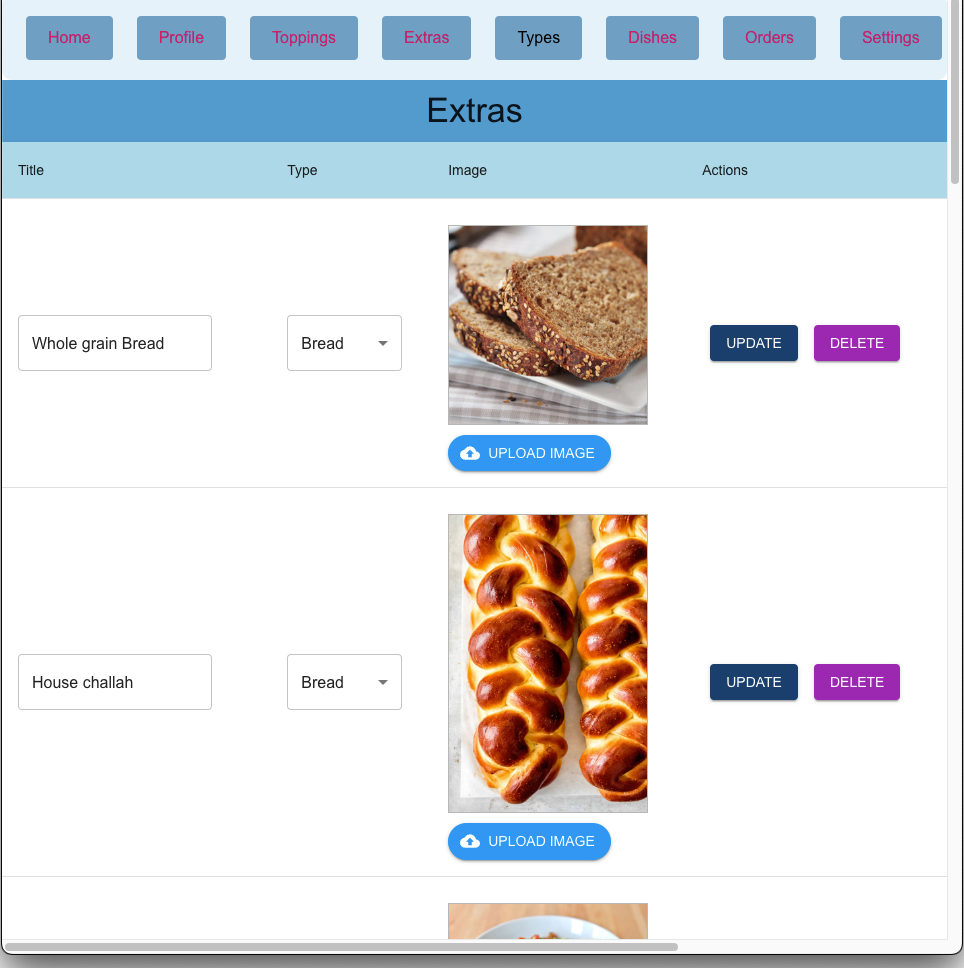 Home Profile Toppings Extras Types Dishes Orders Settings
Extras
Title Type Image Actions
Whole grain Bread Bread UPDATE DELETE
UPLOAD IMAGE
House challah Bread UPDATE DELETE
UPLOAD IMAGE